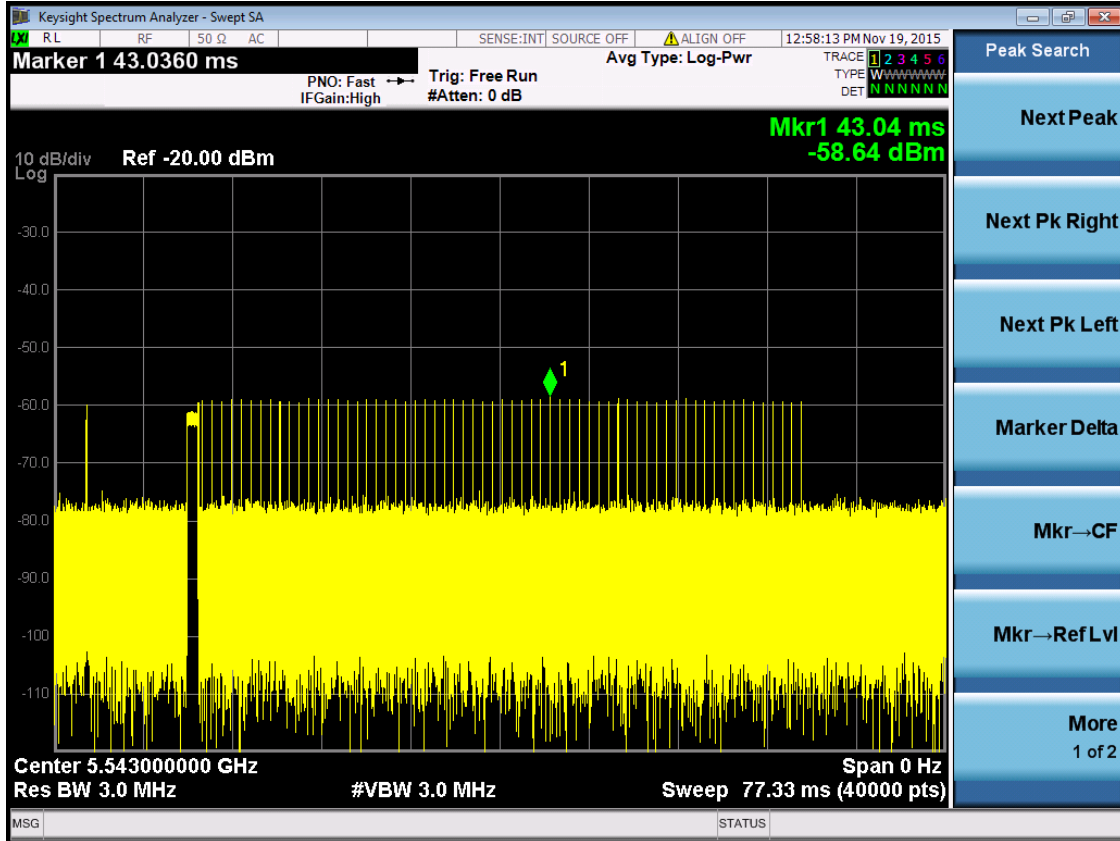 Keysight Spectrum Analyzer - Swept SA
LXI RL RF 50 Ω AC SENSE:INT SOURCE OFF ALIGN OFF 12:58:13 PM Nov 19, 2015
Marker 1 43.0360 ms
PNO: Fast
IFGain:High
Trig: Free Run
#Atten: 0 dB
Avg Type: Log-Pwr
TRACE 1 2 3 4 5 6
TYPE WWWWWW
DET N N N N N N
Mkr1 43.04 ms
-58.64 dBm
10 dB/div Ref -20.00 dBm
Log
-30.0
-40.0
-50.0
-60.0
-70.0
-80.0
-90.0
-100
-110
1
Center 5.543000000 GHz
Span 0 Hz
Res BW 3.0 MHz
#VBW 3.0 MHz
Sweep 77.33 ms (40000 pts)
MSG
STATUS
Peak Search
Next Peak
Next Pk Right
Next Pk Left
Marker Delta
Mkr→CF
Mkr→Ref Lvl
More
1 of 2